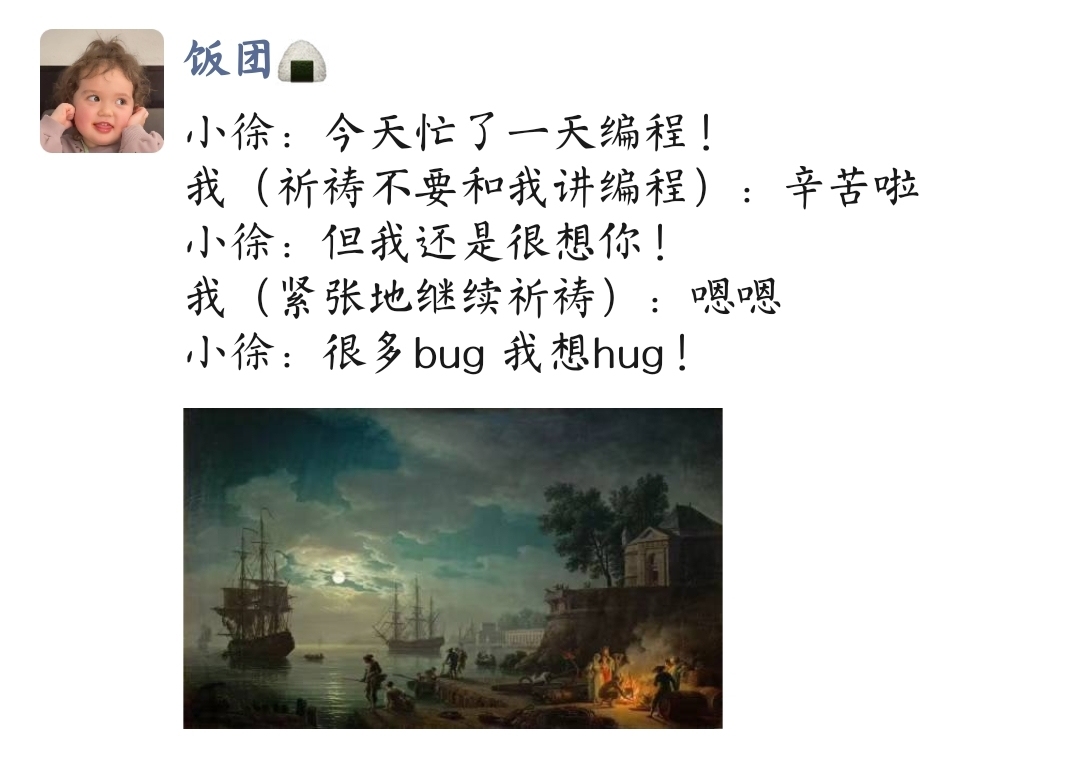 饭团🍙
小徐：今天忙了一天编程！
我（祈祷不要和我讲编程）：辛苦啦
小徐：但我还是很想你！
我（紧张地继续祈祷）：嗯嗯
小徐：很多bug 我想hug！